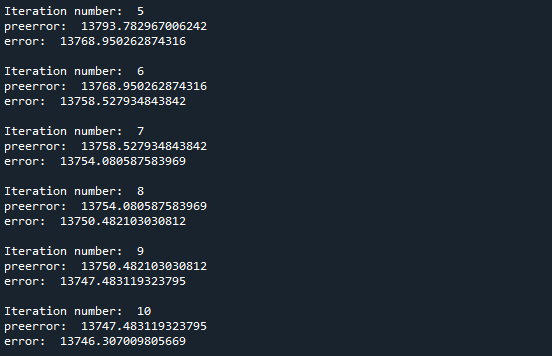 Iteration number:  5
preerror:  13793.782967006242
error:  13768.950262874316
Iteration number:  6
preerror:  13768.950262874316
error:  13758.527934843842
Iteration number:  7
preerror:  13758.527934843842
error:  13754.080587583969
Iteration number:  8
preerror:  13754.080587583969
error:  13750.482103030812
Iteration number:  9
preerror:  13750.482103030812
error:  13747.483119323795
Iteration number:  10
preerror:  13747.483119323795
error:  13746.307009805669